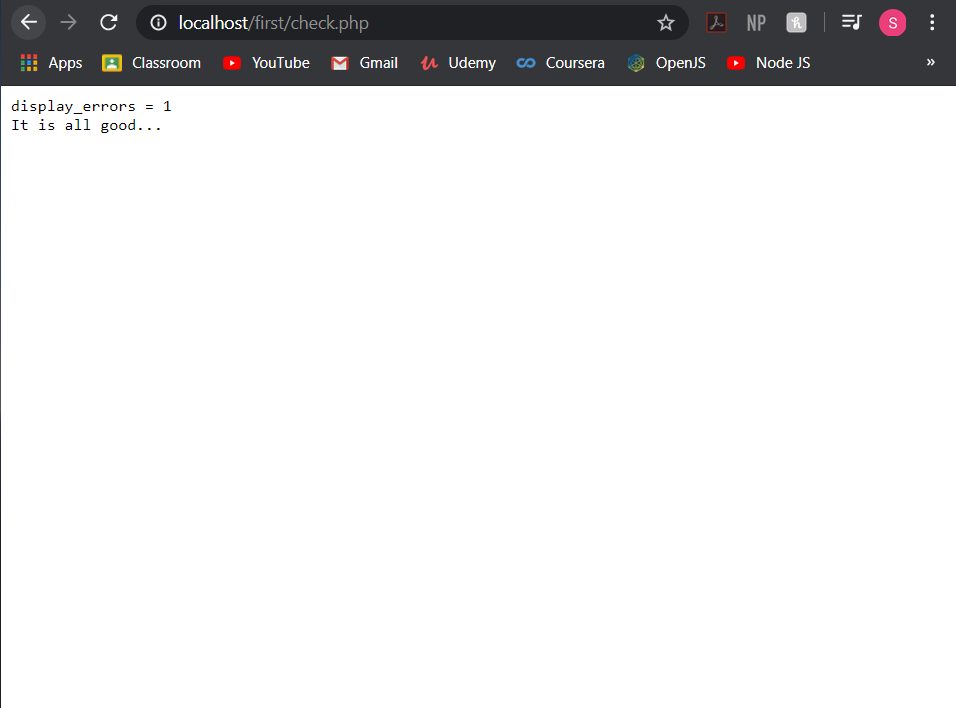 localhost/first/check.php NP S
Apps Classroom YouTube Gmail Udemy Coursera OpenJS Node JS »
display_errors = 1
It is all good...